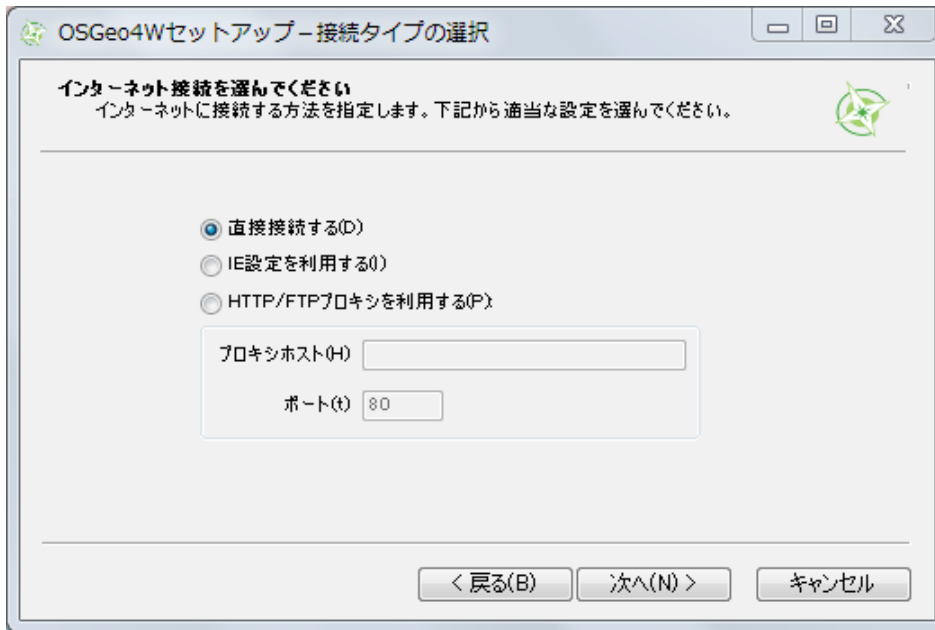 OSGeo4Wセットアップ－接続タイプの選択
インターネット接続を選んでください
インターネットに接続する方法を指定します。下記から適当な設定を選んでください。
直接接続する(D)
IE設定を利用する(I)
HTTP/FTPプロキシを利用する(P):
プロキシホスト(H)
ポート(t) 80
< 戻る(B) 次へ(N) > キャンセル